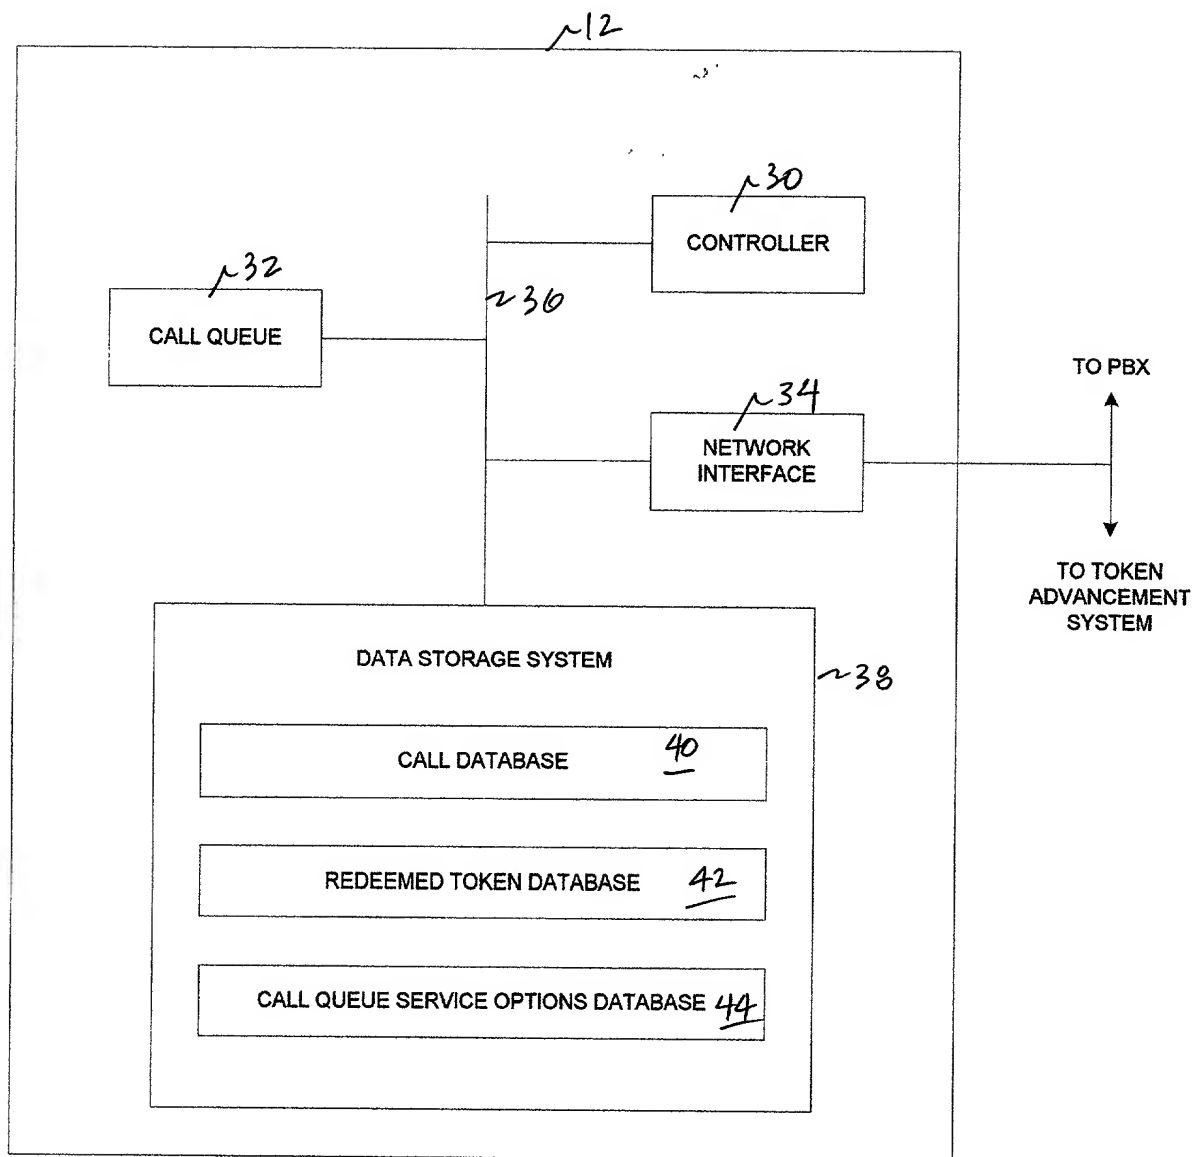 12
30
CONTROLLER
32
CALL QUEUE
36
TO PBX
34
NETWORK
INTERFACE
TO TOKEN
ADVANCEMENT
SYSTEM
DATA STORAGE SYSTEM
38
CALL DATABASE 40
REDEEMED TOKEN DATABASE 42
CALL QUEUE SERVICE OPTIONS DATABASE 44